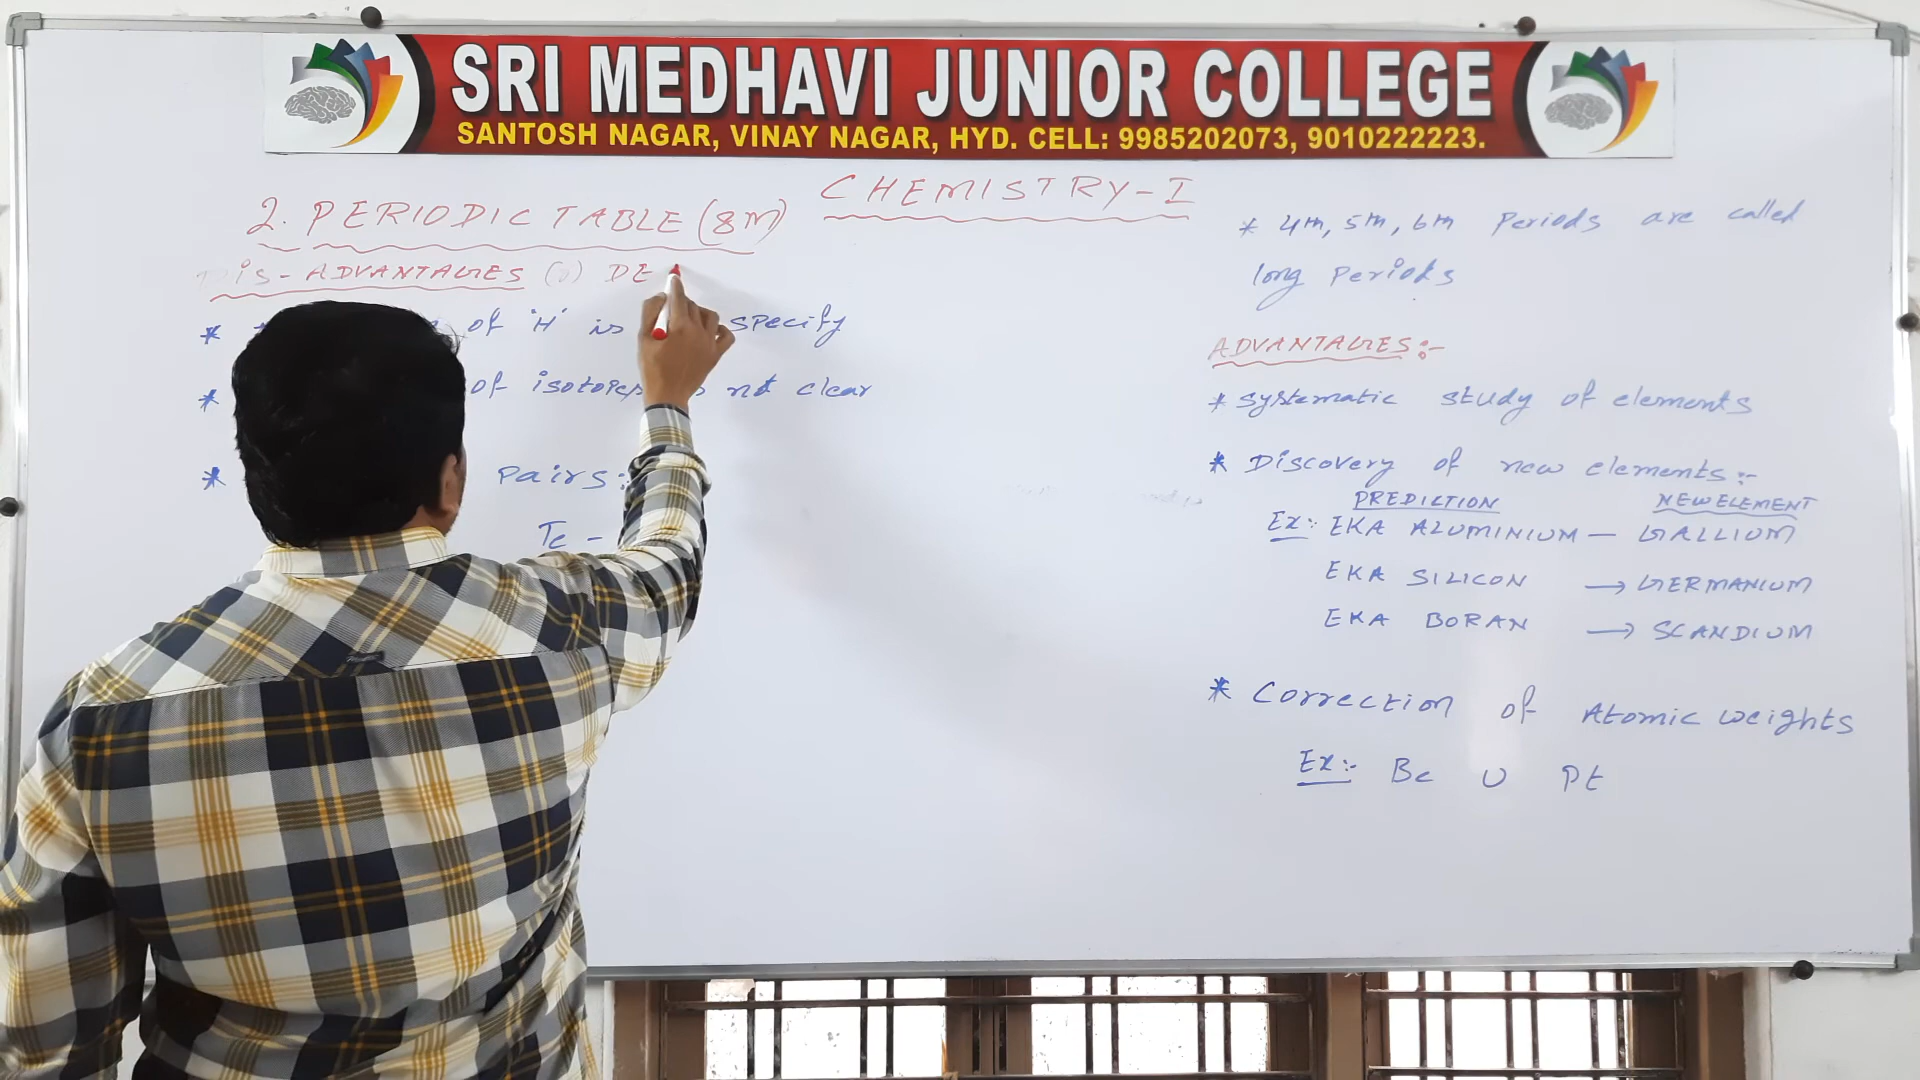 SRI MEDHAVI JUNIOR COLLEGE
SANTOSH NAGAR, VINAY NAGAR, HYD. CELL: 9985202073, 9010222223.
CHEMISTRY-I
2. PERIODIC TABLE (8M)
Dis-ADVANTAGES (o) DE
* of 'H' is specify
* of isotopes not clear
* Pairs:
Te -
* 4th, 5th, 6th Periods are called
long Periods
ADVANTAGES:-
* systematic study of elements
* Discovery of new elements:-
PREDICTION NEW ELEMENT
Ex:- EKA ALUMINIUM — GALLIUM
EKA SILICON → GERMANIUM
EKA BORAN → SCANDIUM
* Correction of Atomic weights
Ex:- Be U Pt